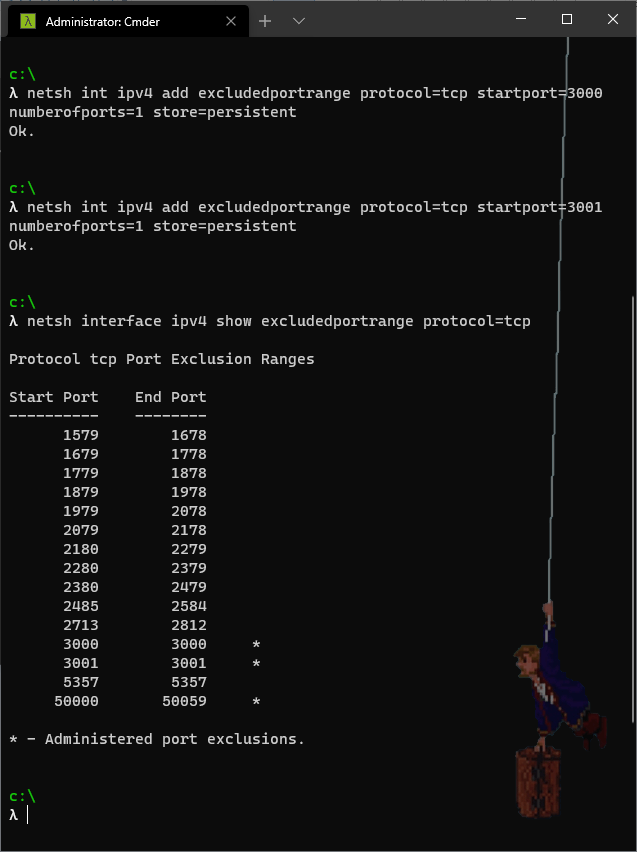 Administrator: Cmder
c:\
λ netsh int ipv4 add excludedportrange protocol=tcp startport=3000
numberofports=1 store=persistent
Ok.
c:\
λ netsh int ipv4 add excludedportrange protocol=tcp startport=3001
numberofports=1 store=persistent
Ok.
c:\
λ netsh interface ipv4 show excludedportrange protocol=tcp
Protocol tcp Port Exclusion Ranges
Start Port    End Port
----------    --------
1579        1678
1679        1778
1779        1878
1879        1978
1979        2078
2079        2178
2180        2279
2280        2379
2380        2479
2485        2584
2713        2812
3000        3000     *
3001        3001     *
5357        5357
50000       50059     *
* - Administered port exclusions.
c:\
λ